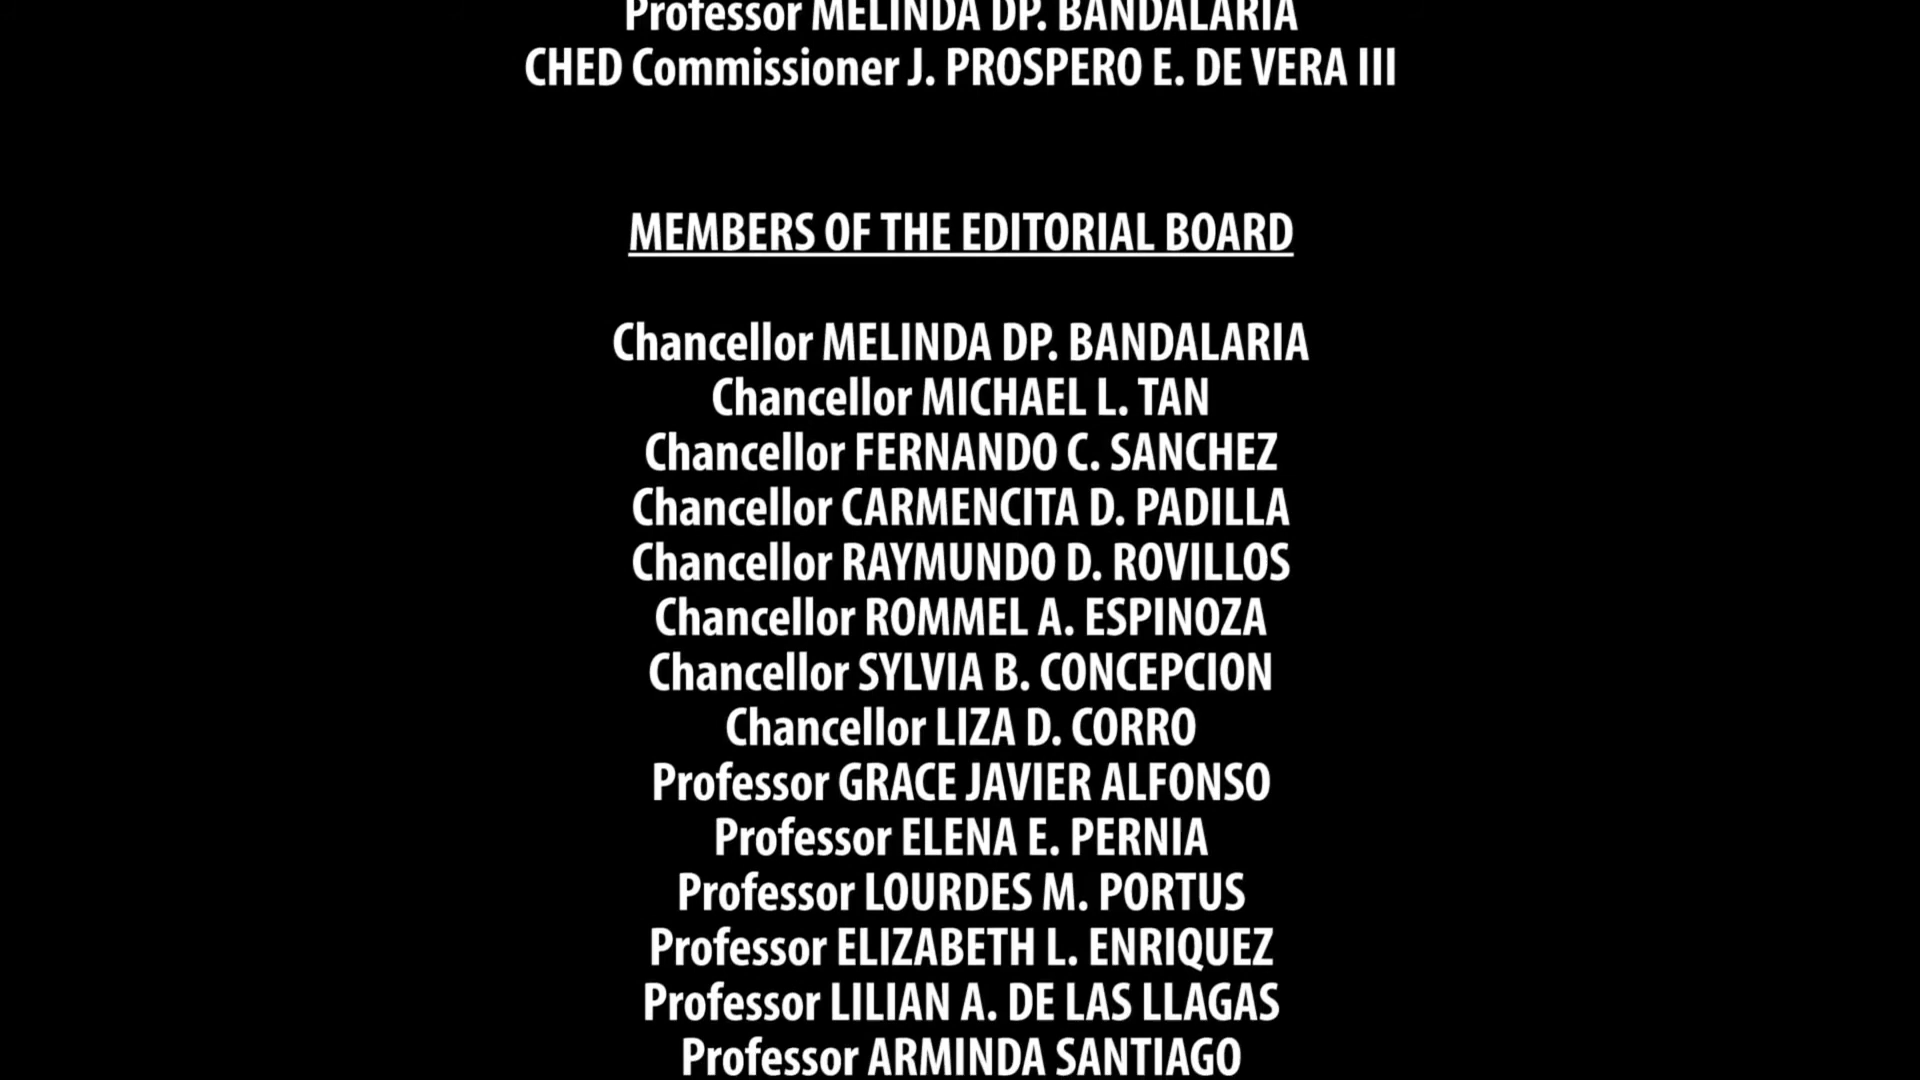 Professor MELINDA DP. BANDALARIA
CHED Commissioner J. PROSPERO E. DE VERA III
MEMBERS OF THE EDITORIAL BOARD
Chancellor MELINDA DP. BANDALARIA
Chancellor MICHAEL L. TAN
Chancellor FERNANDO C. SANCHEZ
Chancellor CARMENCITA D. PADILLA
Chancellor RAYMUNDO D. ROVILLOS
Chancellor ROMMEL A. ESPINOZA
Chancellor SYLVIA B. CONCEPCION
Chancellor LIZA D. CORRO
Professor GRACE JAVIER ALFONSO
Professor ELENA E. PERNIA
Professor LOURDES M. PORTUS
Professor ELIZABETH L. ENRIQUEZ
Professor LILIAN A. DE LAS LLAGAS
Professor ARMINDA SANTIAGO